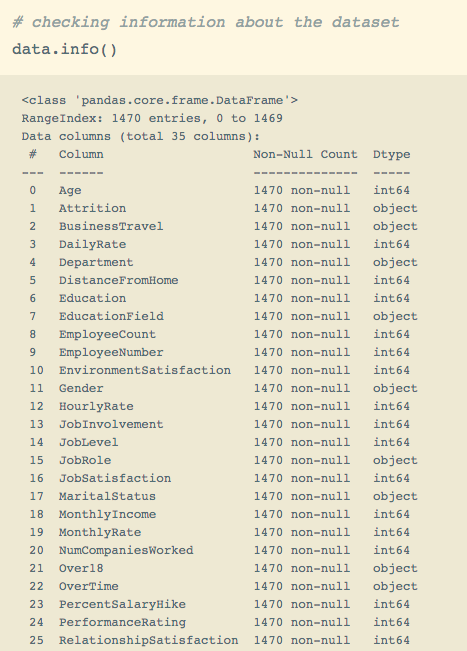 # checking information about the dataset
data.info()
<class 'pandas.core.frame.DataFrame'>
RangeIndex: 1470 entries, 0 to 1469
Data columns (total 35 columns):
 #   Column                    Non-Null Count  Dtype
---  ------                    --------------  -----
 0   Age                       1470 non-null   int64
 1   Attrition                 1470 non-null   object
 2   BusinessTravel            1470 non-null   object
 3   DailyRate                 1470 non-null   int64
 4   Department                1470 non-null   object
 5   DistanceFromHome          1470 non-null   int64
 6   Education                 1470 non-null   int64
 7   EducationField            1470 non-null   object
 8   EmployeeCount             1470 non-null   int64
 9   EmployeeNumber            1470 non-null   int64
 10  EnvironmentSatisfaction   1470 non-null   int64
 11  Gender                    1470 non-null   object
 12  HourlyRate                1470 non-null   int64
 13  JobInvolvement            1470 non-null   int64
 14  JobLevel                  1470 non-null   int64
 15  JobRole                   1470 non-null   object
 16  JobSatisfaction           1470 non-null   int64
 17  MaritalStatus             1470 non-null   object
 18  MonthlyIncome             1470 non-null   int64
 19  MonthlyRate               1470 non-null   int64
 20  NumCompaniesWorked        1470 non-null   int64
 21  Over18                    1470 non-null   object
 22  OverTime                  1470 non-null   object
 23  PercentSalaryHike         1470 non-null   int64
 24  PerformanceRating         1470 non-null   int64
 25  RelationshipSatisfaction  1470 non-null   int64